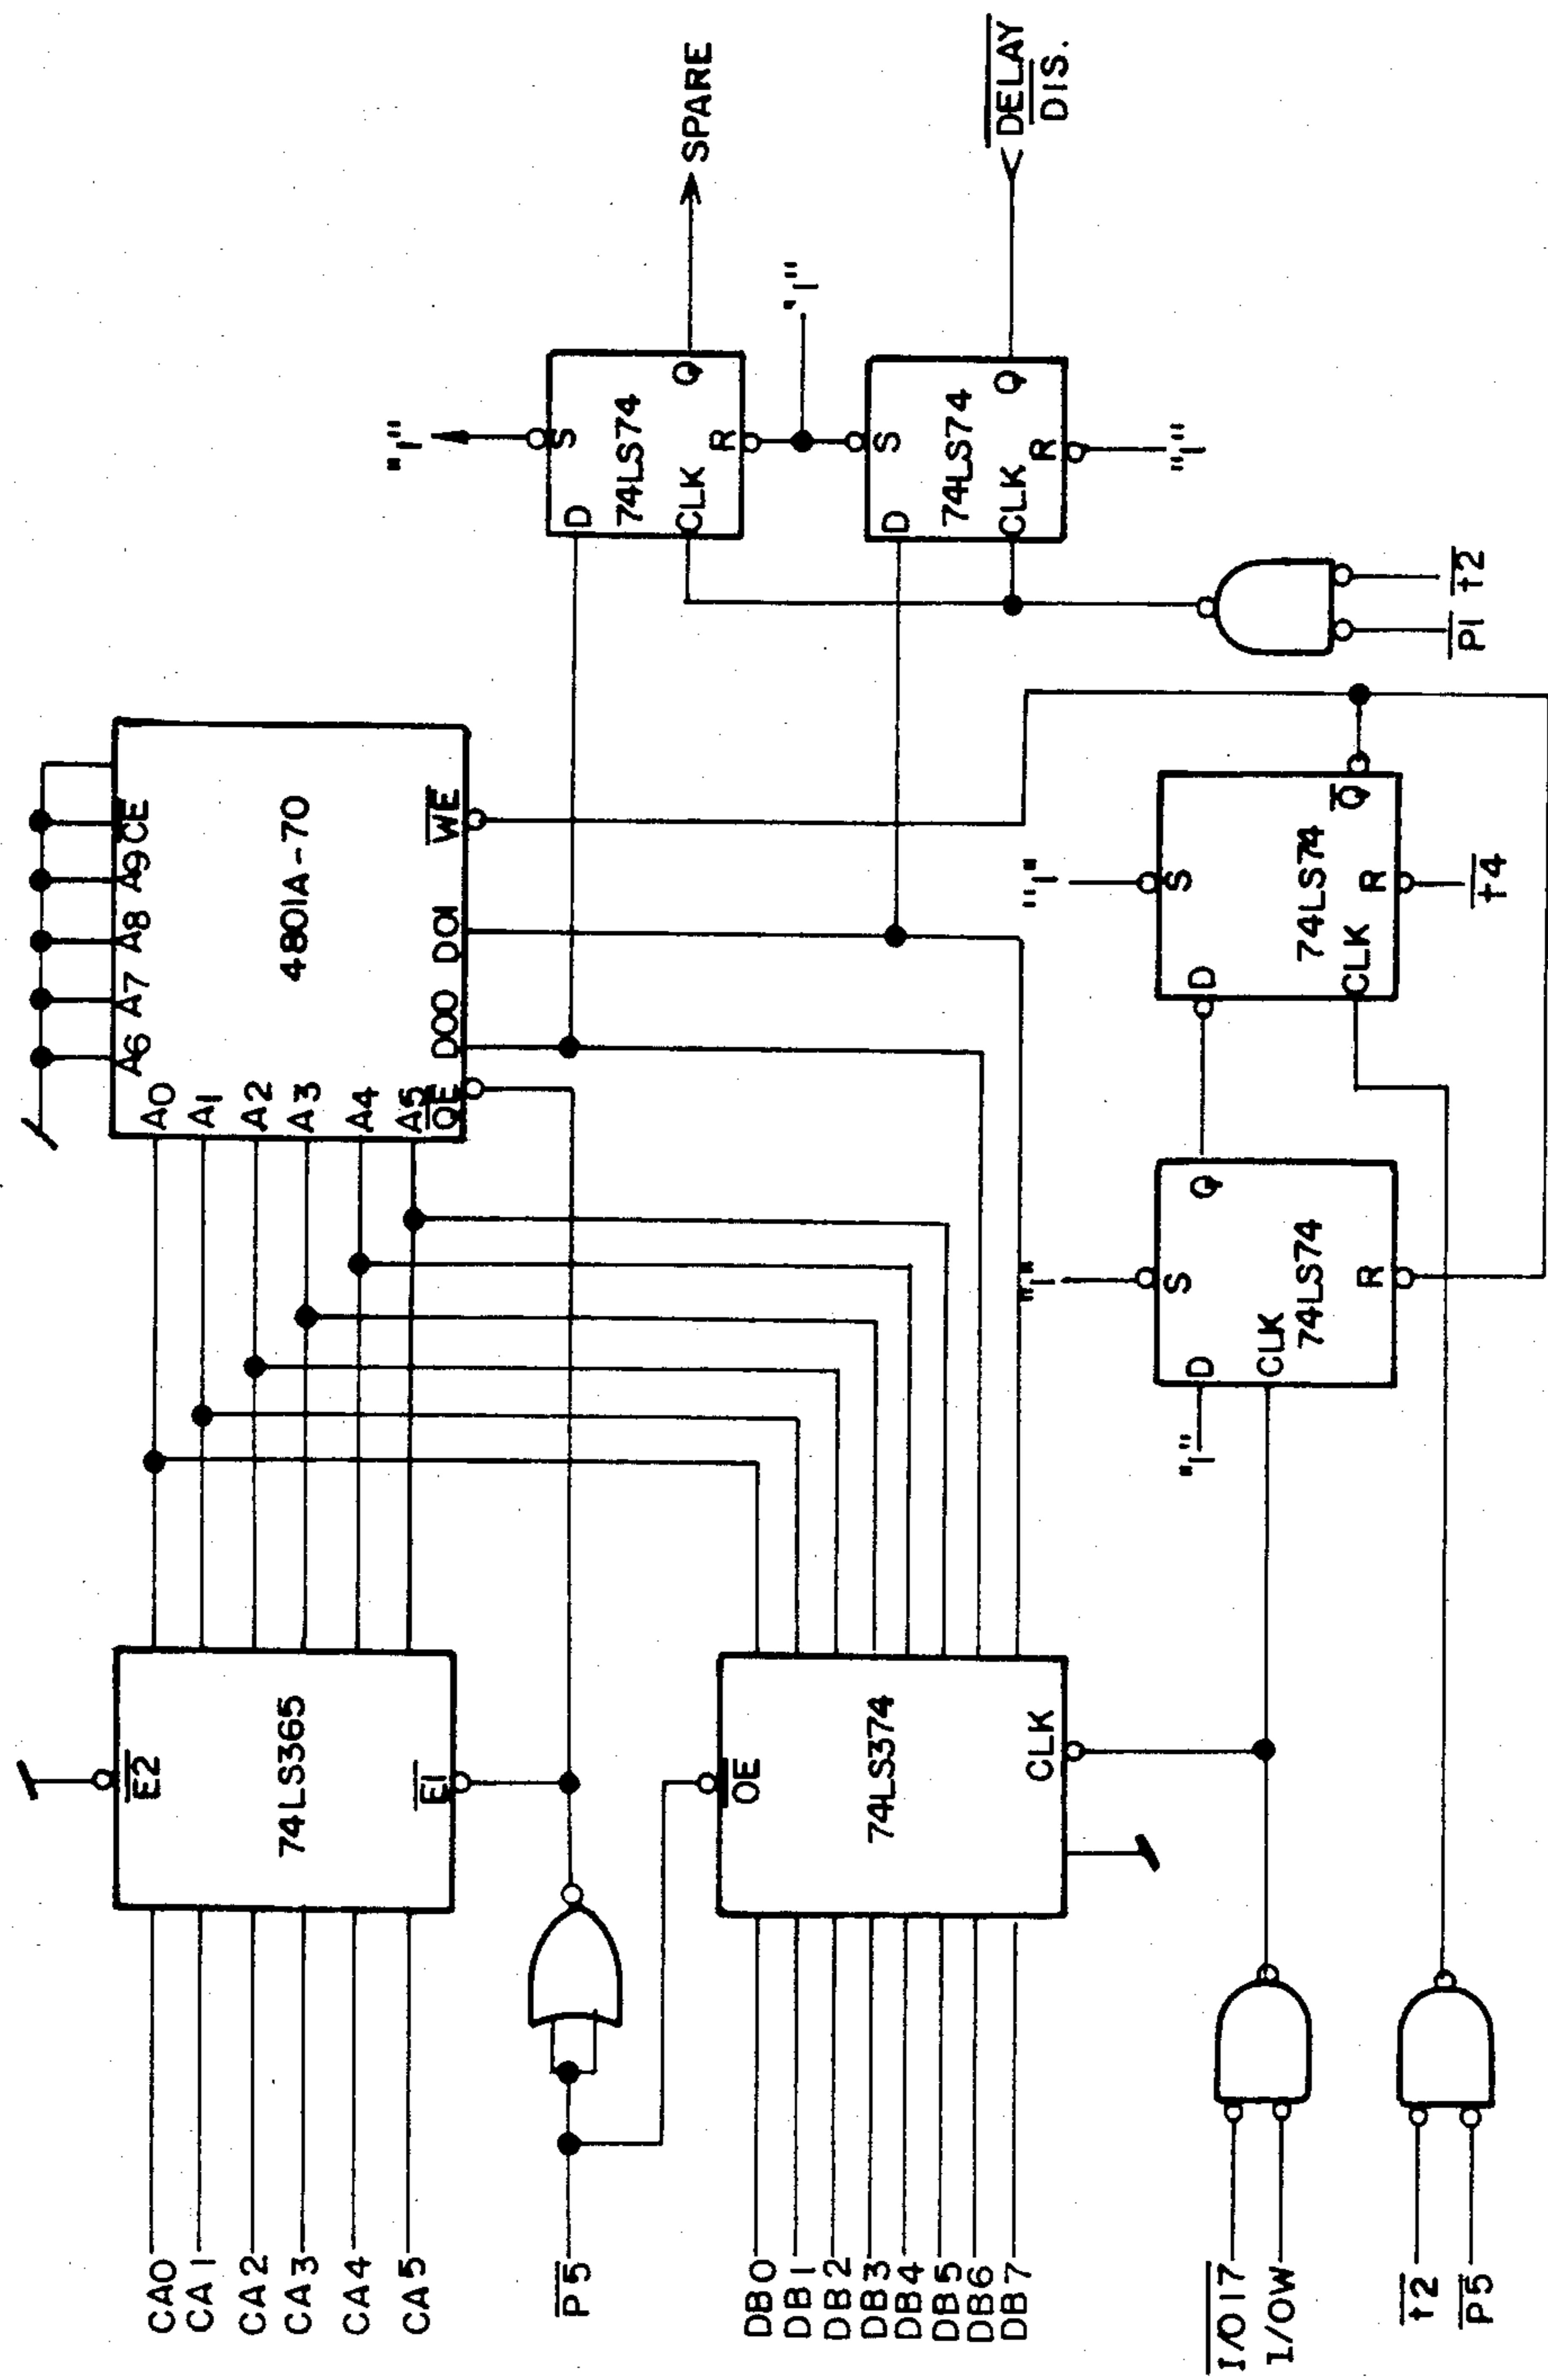 CA0
CA1
CA2
CA3
CA4
CA5
P5
DB0
DB1
DB2
DB3
DB4
DB5
DB6
DB7
I/O17
I/OW
t2
P5
E2
74LS365
E1
OE
74LS374
CLK
A6
A7
A8
A9
CE
A0
A1
A2
A3
A4
A5
4801A-70
OE
DO0
DO1
WE
"1"
D
S
74LS74
CLK
Q
R
SPARE
"1"
D
S
74LS74
CLK
Q
R
DELAY
DIS.
"1"
P1
t2
"1"
"1"
D
S
CLK
74LS74
Q
R
"1"
D
S
74LS74
CLK
Q
R
t4